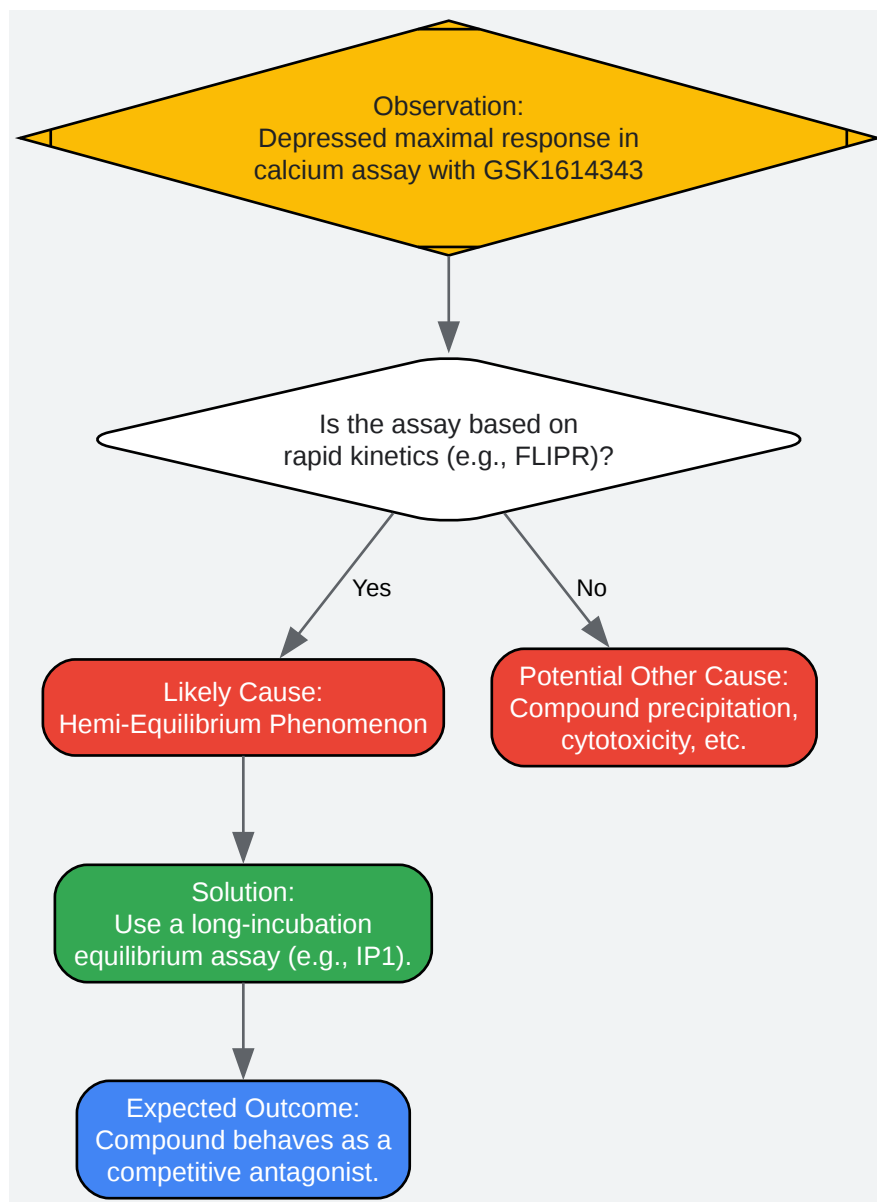 Observation:
Depressed maximal response in
calcium assay with GSK1614343
Is the assay based on
rapid kinetics (e.g., FLIPR)?
Yes
No
Likely Cause:
Hemi-Equilibrium Phenomenon
Potential Other Cause:
Compound precipitation,
cytotoxicity, etc.
Solution:
Use a long-incubation
equilibrium assay (e.g., IP1).
Expected Outcome:
Compound behaves as a
competitive antagonist.